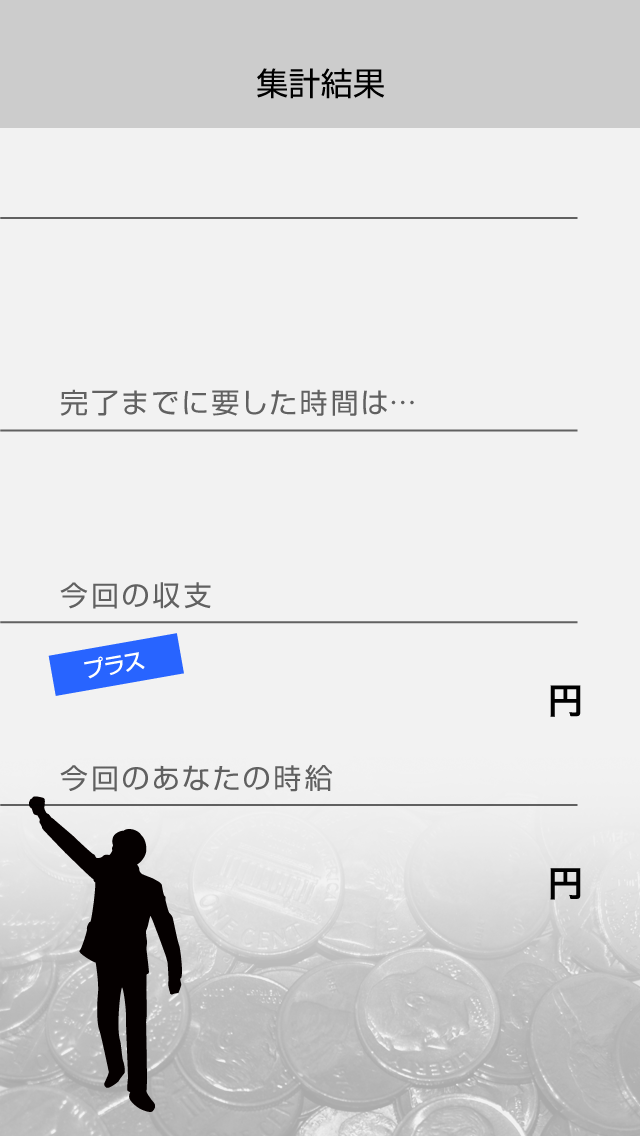 集計結果
完了までに要した時間は…
今回の収支
プラス
円
今回のあなたの時給
円